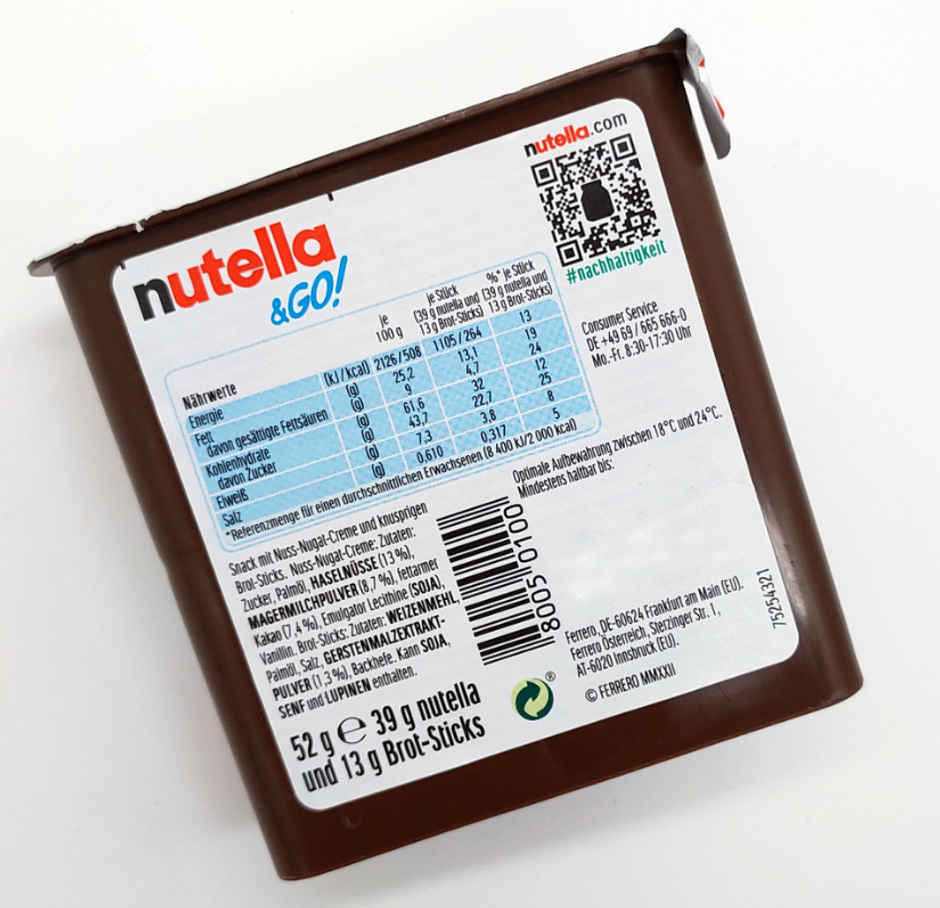 nutella.com
#nachhaltigkeit
nutella
&GO!
Nährwerte
je
100 g
je Stück
(39 g nutella und
13 g Brot-Sticks)
%* je Stück
(39 g nutella und
13 g Brot-Sticks)
Energie (kJ/kcal) 2126/508 1105/264 13
Fett (g) 25,2 13,1 19
davon gesättigte Fettsäuren (g) 9 4,7 24
Kohlenhydrate (g) 61,6 32 12
davon Zucker (g) 43,7 22,7 25
Eiweiß (g) 7,3 3,8 8
Salz (g) 0,610 0,317 5
*Referenzmenge für einen durchschnittlichen Erwachsenen (8 400 kJ/2 000 kcal)
Consumer Service
DE +49 69 / 665 666-0
Mo.-Fr. 8:30-17:30 Uhr
Snack mit Nuss-Nugat-Creme und knusprigen
Brot-Sticks. Nuss-Nugat-Creme: Zutaten:
Zucker, Palmöl, HASELNÜSSE (13 %),
MAGERMILCHPULVER (8,7 %), fettarmer
Kakao (7,4 %), Emulgator Lecithine (SOJA),
Vanillin. Brot-Sticks: Zutaten: WEIZENMEHL,
Palmöl, Salz, GERSTENMALZEXTRAKT-
PULVER (1,3 %), Backhefe. Kann SOJA,
SENF und LUPINEN enthalten.
52 g e 39 g nutella
und 13 g Brot-Sticks
8005 0100
Optimale Aufbewahrung zwischen 18°C und 24°C.
Mindestens haltbar bis:
Ferrero, DE-60624 Frankfurt am Main (EU).
Ferrero Österreich, Sterzinger Str. 1,
AT-6020 Innsbruck (EU).
© FERRERO MMXXII
®
75254321